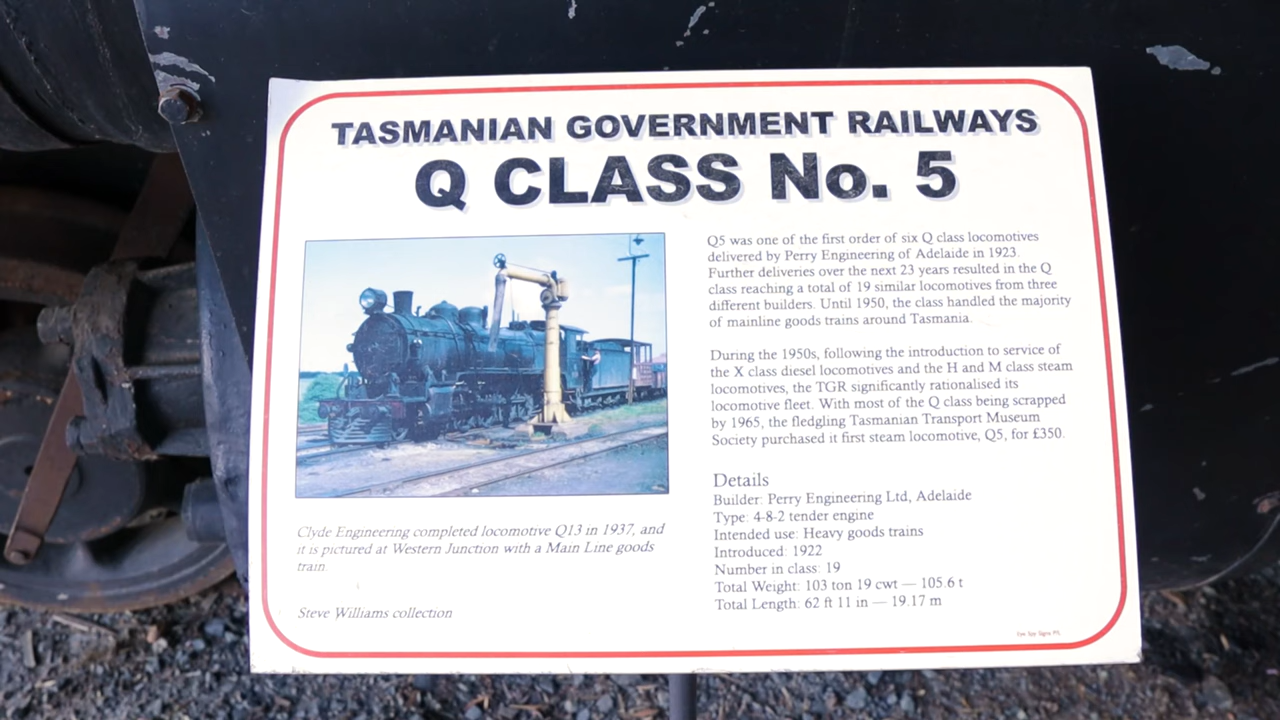 TASMANIAN GOVERNMENT RAILWAYS
Q CLASS No. 5
Q5 was one of the first order of six Q class locomotives
delivered by Perry Engineering of Adelaide in 1923.
Further deliveries over the next 23 years resulted in the Q
class reaching a total of 19 similar locomotives from three
different builders. Until 1950, the class handled the majority
of mainline goods trains around Tasmania.
During the 1950s, following the introduction to service of
the X class diesel locomotives and the H and M class steam
locomotives, the TGR significantly rationalised its
locomotive fleet. With most of the Q class being scrapped
by 1965, the fledgling Tasmanian Transport Museum
Society purchased it first steam locomotive, Q5, for £350.
Details
Builder: Perry Engineering Ltd, Adelaide
Type: 4-8-2 tender engine
Intended use: Heavy goods trains
Introduced: 1922
Number in class: 19
Total Weight: 103 ton 19 cwt — 105.6 t
Total Length: 62 ft 11 in — 19.17 m
Clyde Engineering completed locomotive Q13 in 1937, and
it is pictured at Western Junction with a Main Line goods
train
Steve Williams collection